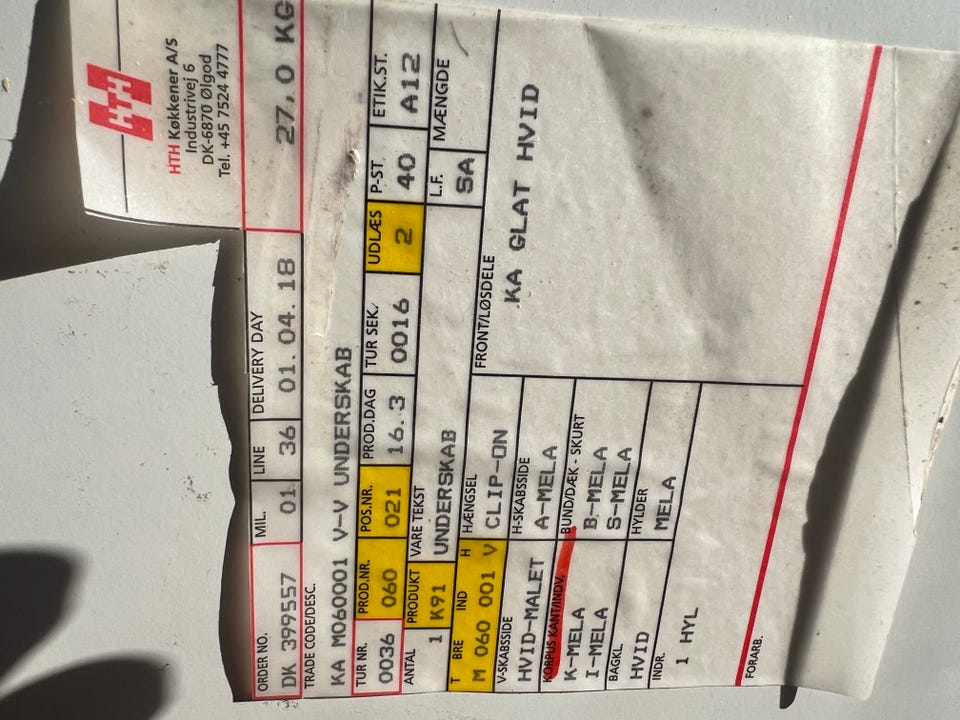 HTH
HTH Køkkener A/S
Industrivej 6
DK-6870 Ølgod
Tel. +45 7524 4777
ORDER NO. MIL. LINE DELIVERY DAY
DK 399557 01 36 01.04.18 27,0 KG
TRADE CODE/DESC.
KA M060001 V-V UNDERSKAB
TUR NR. PROD.NR. POS.NR. PROD.DAG TUR SEK. UDLÆS P-ST ETIK.ST.
0036 060 021 16.3 0016 2 40 A12
ANTAL PRODUKT VARE TEKST L.F. MÆNGDE
1 K91 UNDERSKAB SA
T BRE IND H HÆNGSEL FRONT/LØSDELE
M 060 001 V CLIP-ON KA GLAT HVID
V-SKABSSIDE H-SKABSSIDE
HVID-MALET A-MELA
KORPUS KANT/INDV. BUND/DÆK - SKURT
K-MELA B-MELA
I-MELA S-MELA
BAGKL HYLDER
HVID MELA
INDR.
1 HYL
FORARB.